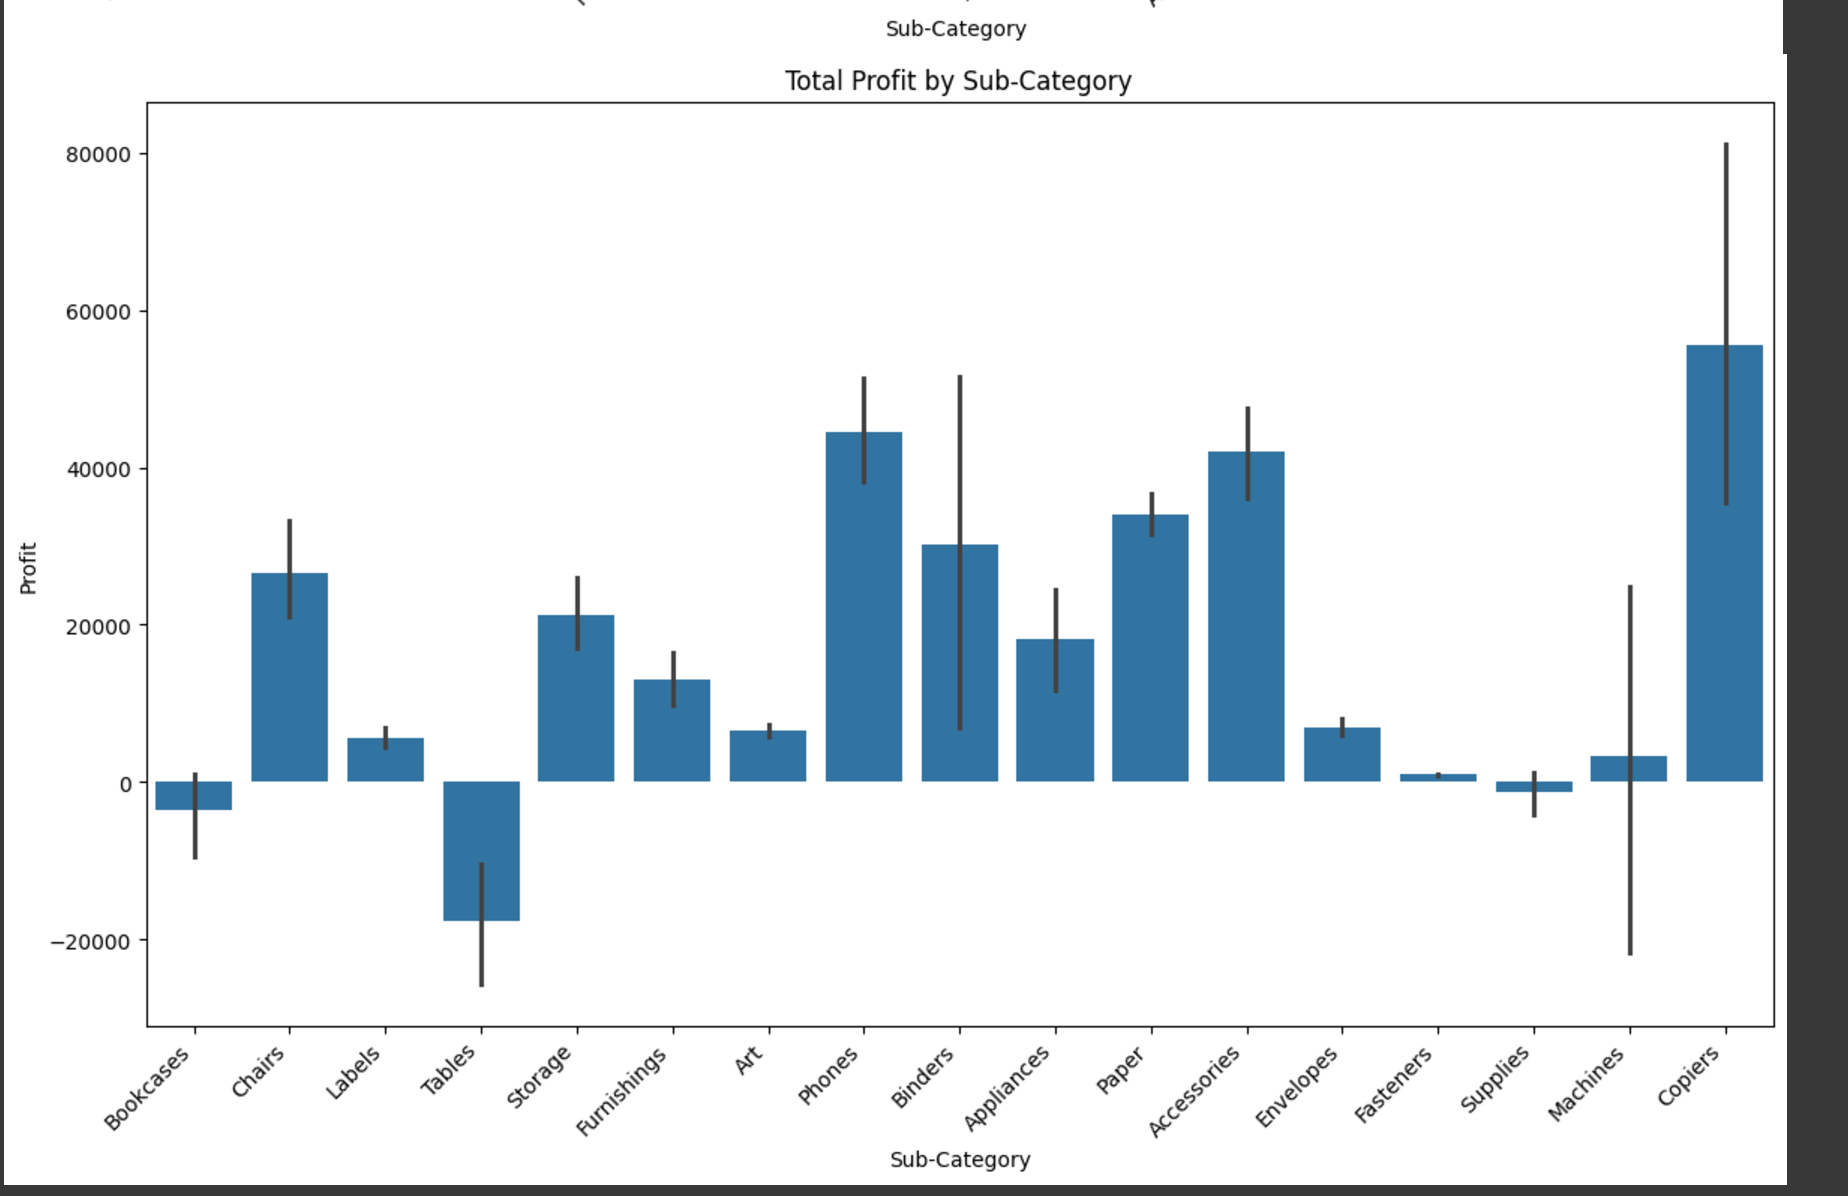 Sub-Category
Total Profit by Sub-Category
80000
60000
40000
20000
0
−20000
Profit
Bookcases
Chairs
Labels
Tables
Storage
Furnishings
Art
Phones
Binders
Appliances
Paper
Accessories
Envelopes
Fasteners
Supplies
Machines
Copiers
Sub-Category